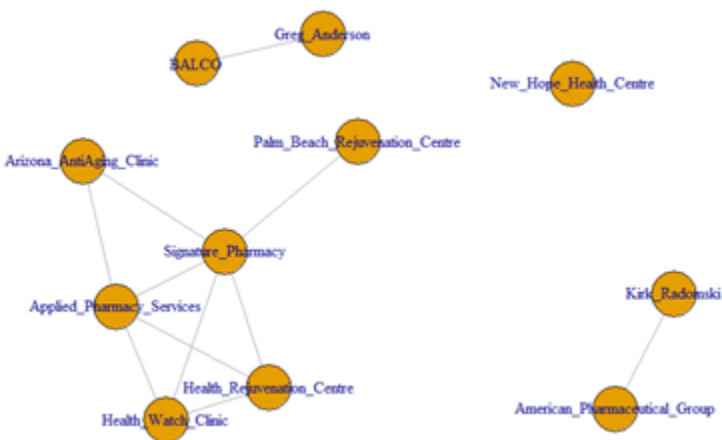 Greg_Anderson
BALCO
New_Hope_Health_Centre
Palm_Beach_Rejuvenation_Centre
Arizona_AntiAging_Clinic
Signature_Pharmacy
Kirk_Radomski
Applied_Pharmacy_Services
Health_Rejuvenation_Centre
American_Pharmaceutical_Group
Health_Watch_Clinic